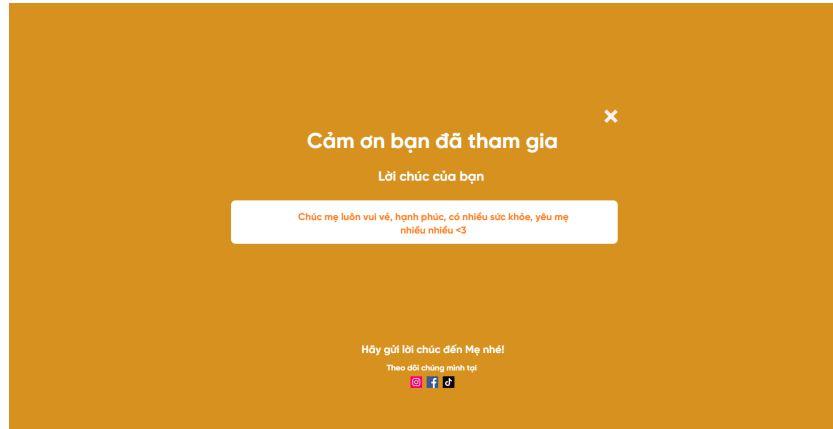 Cảm ơn bạn đã tham gia
Lời chúc của bạn
Chúc mẹ luôn vui vẻ, hạnh phúc, có nhiều sức khỏe, yêu mẹ
nhiều nhiều <3
Hãy gửi lời chúc đến Mẹ nhé!
Theo dõi chúng mình tại